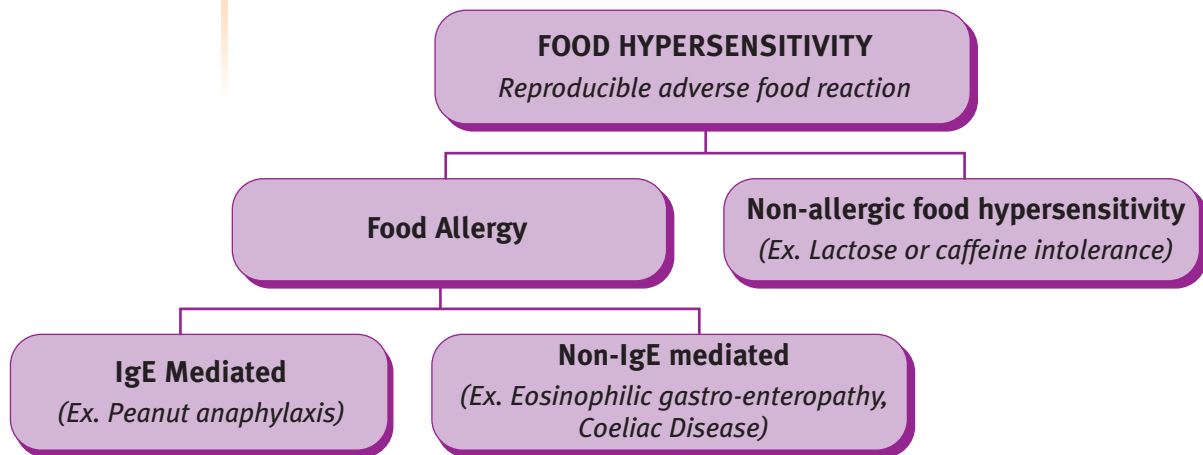 FOOD HYPERSENSITIVITY
Reproducible adverse food reaction
Food Allergy
Non-allergic food hypersensitivity
(Ex. Lactose or caffeine intolerance)
IgE Mediated
(Ex. Peanut anaphylaxis)
Non-IgE mediated
(Ex. Eosinophilic gastro-enteropathy,
Coeliac Disease)